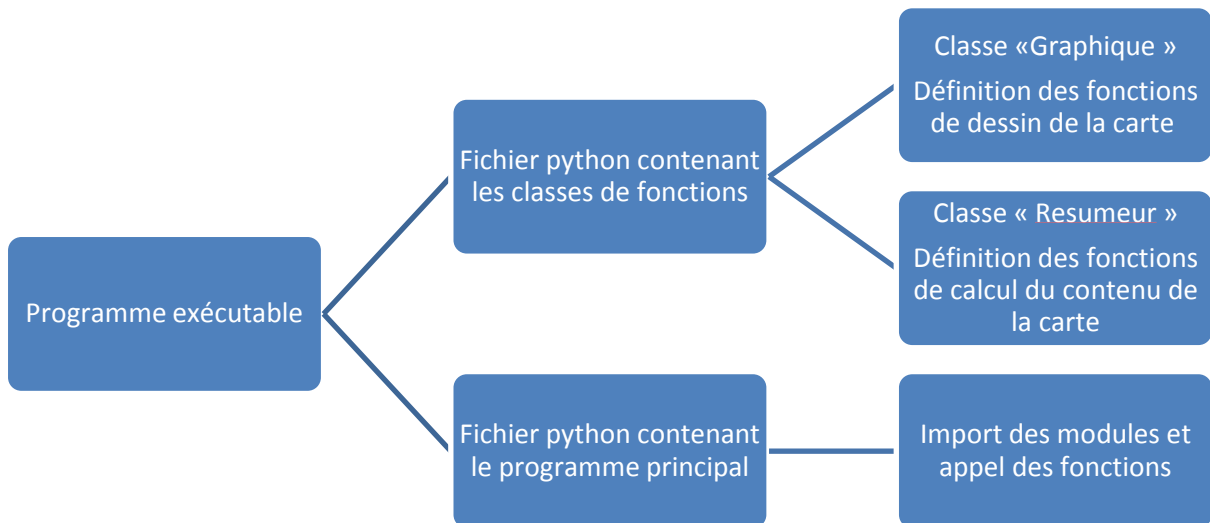 Programme exécutable
Fichier python contenant
les classes de fonctions
Fichier python contenant
le programme principal
Classe «Graphique »
Définition des fonctions
de dessin de la carte
Classe « Resumeur »
Définition des fonctions
de calcul du contenu de
la carte
Import des modules et
appel des fonctions